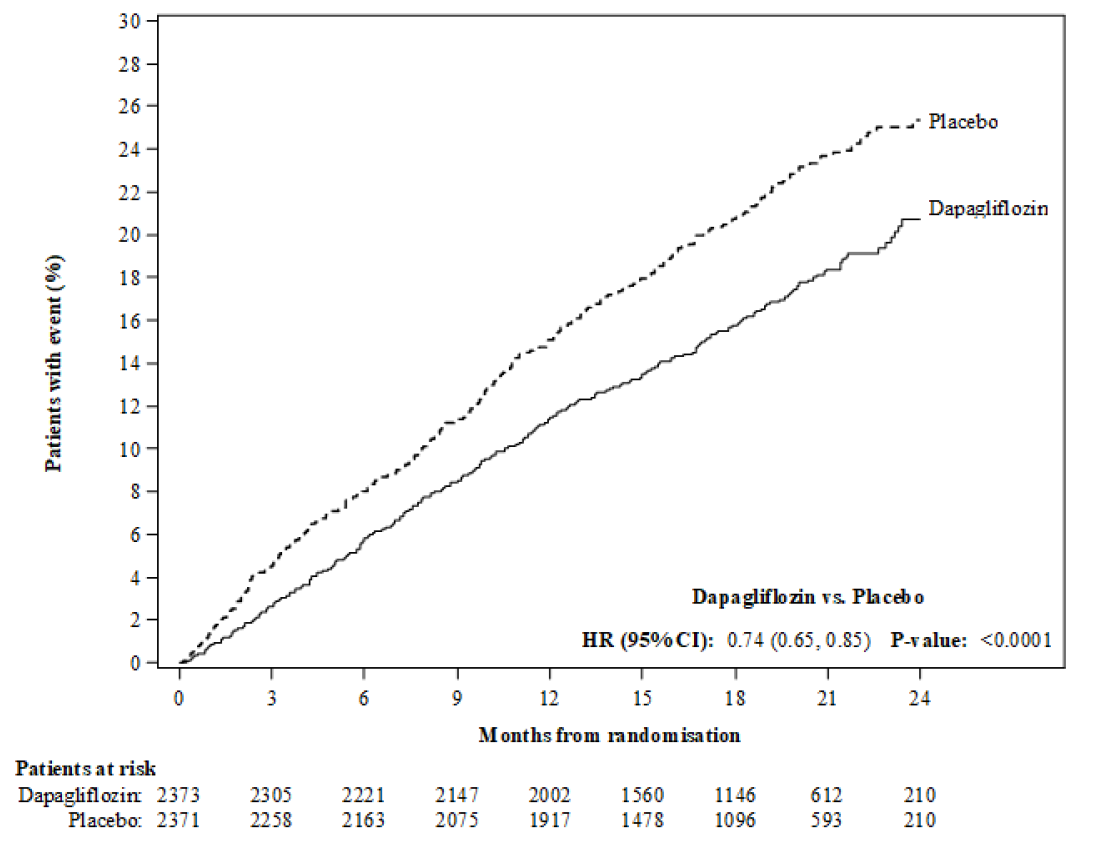 30
28
26
24
22
20
18
16
14
12
10
8
6
4
2
0
Patients with event (%)
Placebo
Dapagliflozin
Dapagliflozin vs. Placebo
HR (95%CI): 0.74 (0.65, 0.85) P-value: <0.0001
0 3 6 9 12 15 18 21 24
Months from randomisation
Patients at risk
Dapagliflozin: 2373 2305 2221 2147 2002 1560 1146 612 210
Placebo: 2371 2258 2163 2075 1917 1478 1096 593 210